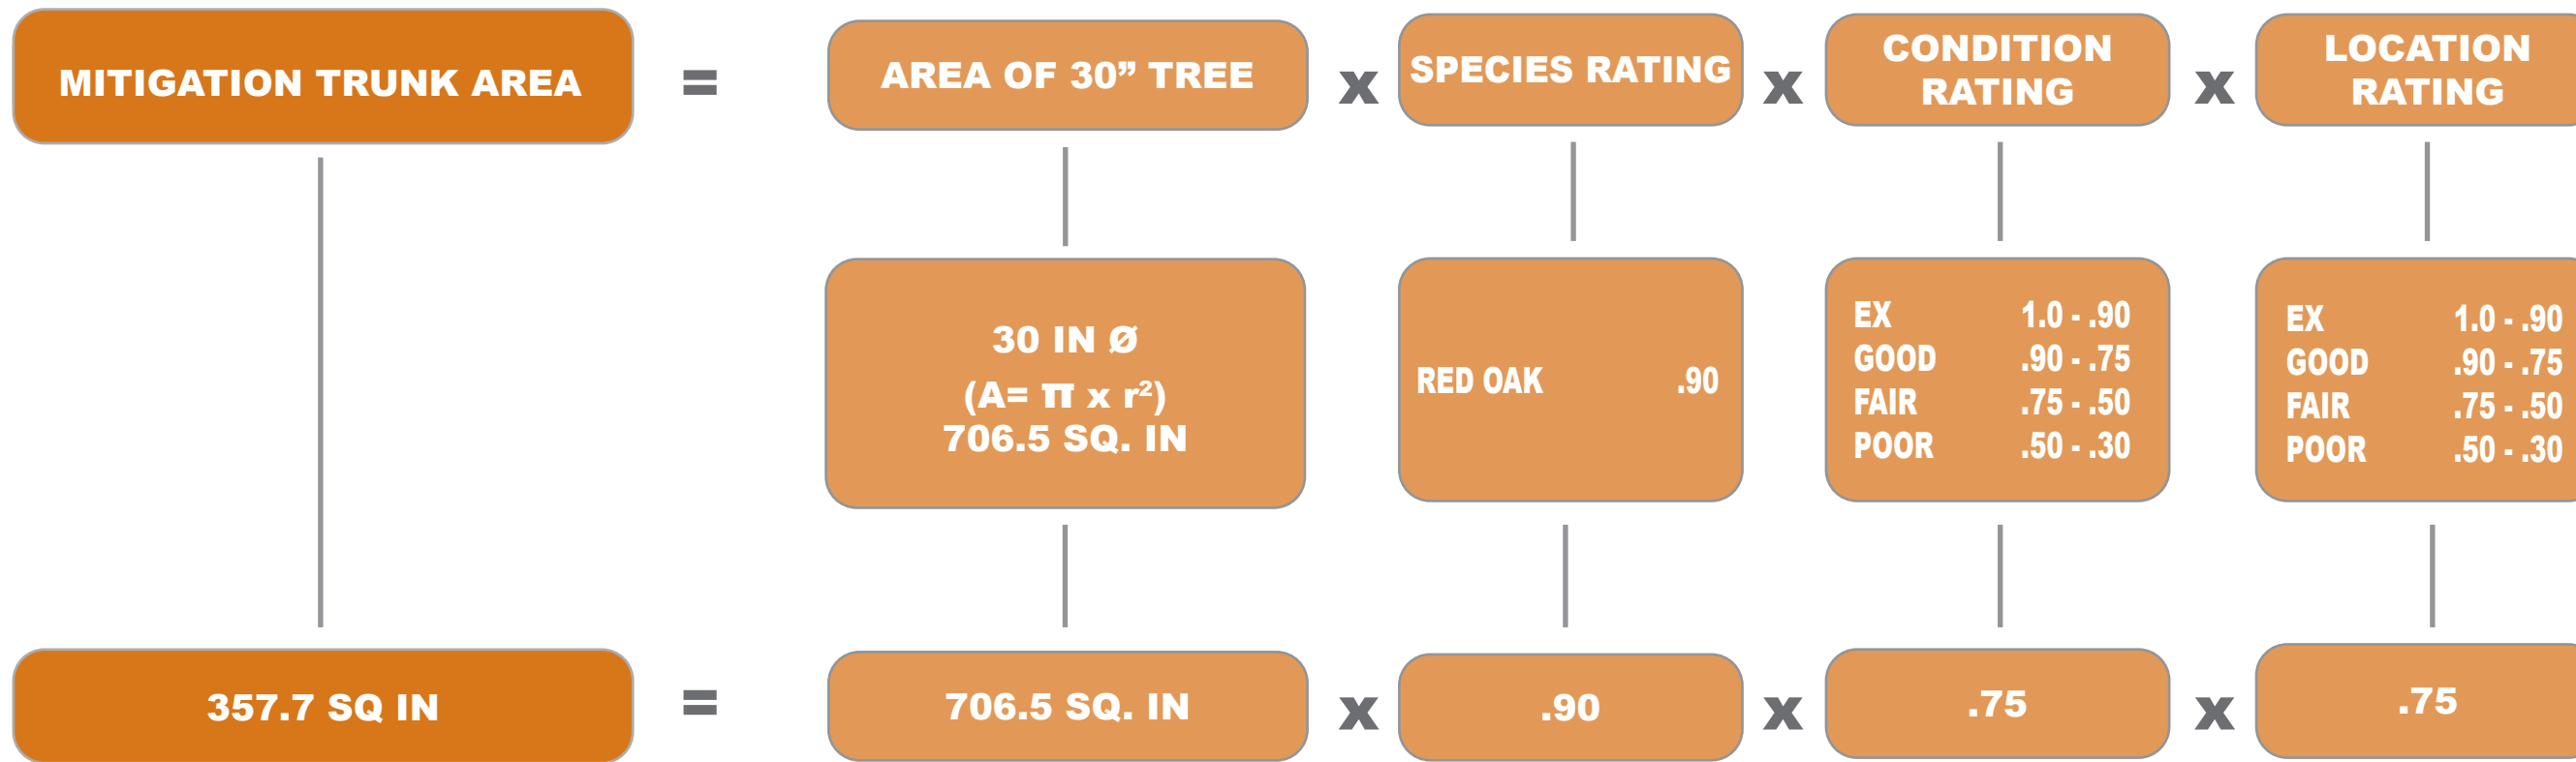 MITIGATION TRUNK AREA
=
AREA OF 30” TREE
x
SPECIES RATING
x
CONDITION
RATING
x
LOCATION
RATING
30 IN Ø
(A= π x r²)
706.5 SQ. IN
RED OAK .90
EX 1.0 - .90
GOOD .90 - .75
FAIR .75 - .50
POOR .50 - .30
EX 1.0 - .90
GOOD .90 - .75
FAIR .75 - .50
POOR .50 - .30
357.7 SQ IN
=
706.5 SQ. IN
x
.90
x
.75
x
.75